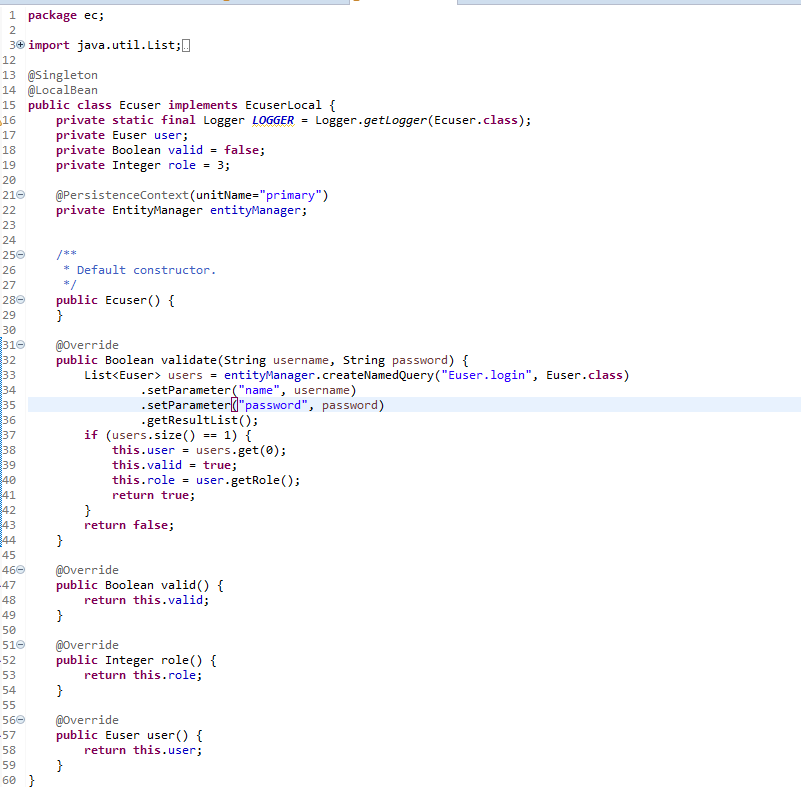 1 package ec;
2
3 import java.util.List;
12
13 @Singleton
14 @LocalBean
15 public class Ecuser implements EcuserLocal {
16     private static final Logger LOGGER = Logger.getLogger(Ecuser.class);
17     private Euser user;
18     private Boolean valid = false;
19     private Integer role = 3;
20
21     @PersistenceContext(unitName="primary")
22     private EntityManager entityManager;
23
24
25     /**
26      * Default constructor.
27      */
28     public Ecuser() {
29     }
30
31     @Override
32     public Boolean validate(String username, String password) {
33         List<Euser> users = entityManager.createNamedQuery("Euser.login", Euser.class)
34                 .setParameter("name", username)
35                 .setParameter("password", password)
36                 .getResultList();
37         if (users.size() == 1) {
38             this.user = users.get(0);
39             this.valid = true;
40             this.role = user.getRole();
41             return true;
42         }
43         return false;
44     }
45
46     @Override
47     public Boolean valid() {
48         return this.valid;
49     }
50
51     @Override
52     public Integer role() {
53         return this.role;
54     }
55
56     @Override
57     public Euser user() {
58         return this.user;
59     }
60 }